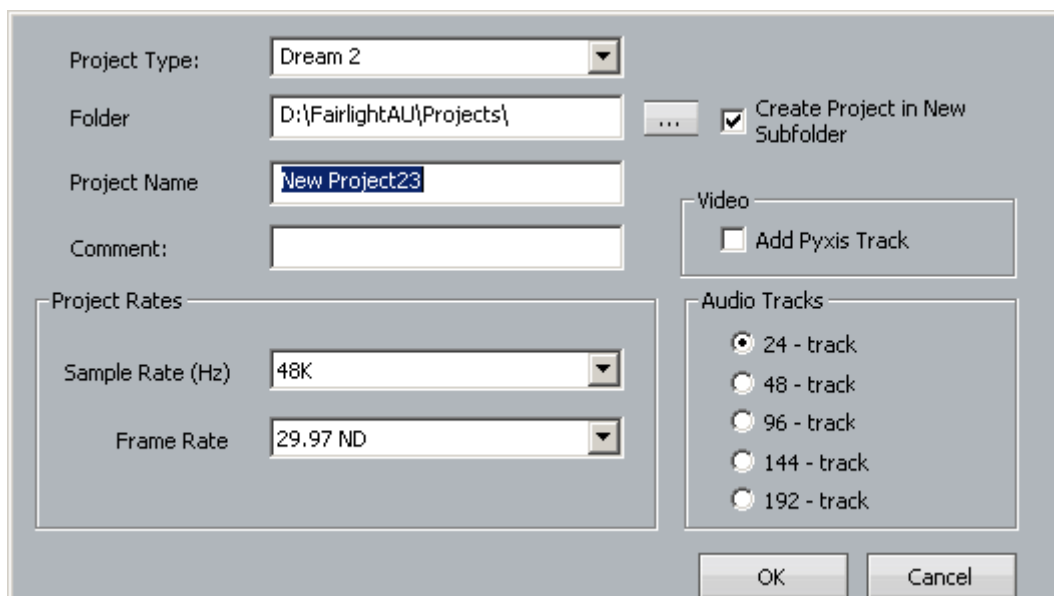 Project Type:
Dream 2
Folder
D:\FairlightAU\Projects\
...
Create Project in New
Subfolder
Project Name
New Project23
Comment:
Video
Add Pyxis Track
Project Rates
Sample Rate (Hz)
48K
Frame Rate
29.97 ND
Audio Tracks
24 - track
48 - track
96 - track
144 - track
192 - track
OK
Cancel